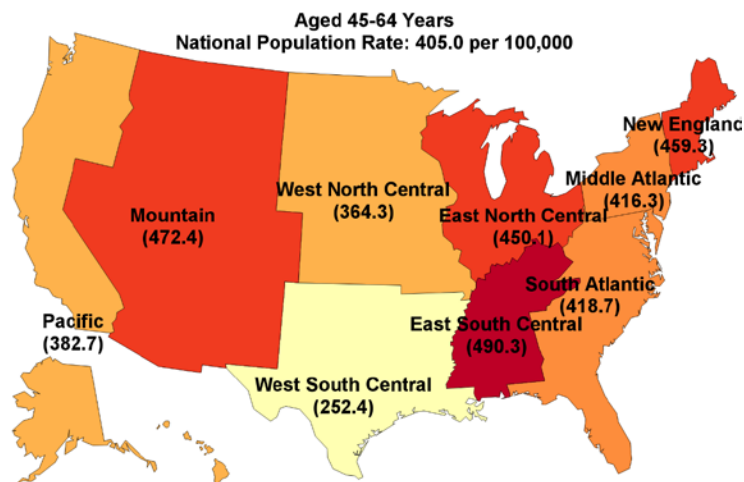 Aged 45-64 Years
National Population Rate: 405.0 per 100,000
New England
(459.3)
Middle Atlantic
(416.3)
West North Central
(364.3)
Mountain
(472.4)
East North Central
(450.1)
South Atlantic
(418.7)
Pacific
(382.7)
East South Central
(490.3)
West South Central
(252.4)